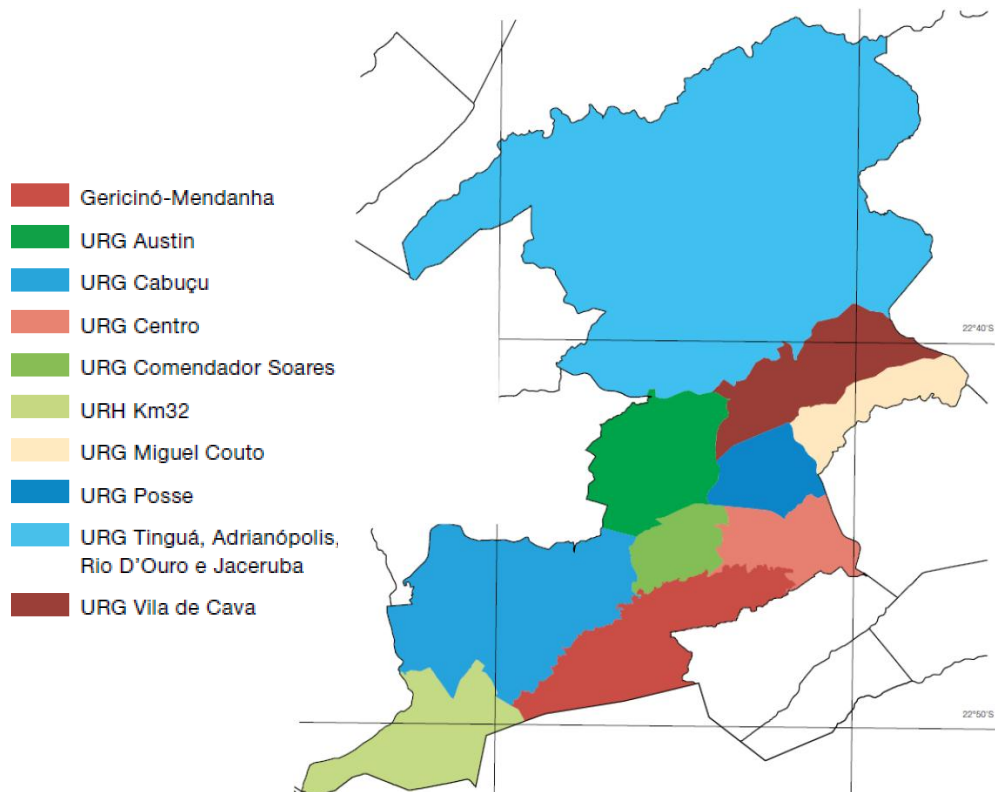 Gericinó-Mendanha
URG Austin
URG Cabuçu
URG Centro
URG Comendador Soares
URH Km32
URG Miguel Couto
URG Posse
URG Tinguá, Adrianópolis,
Rio D'Ouro e Jaceruba
URG Vila de Cava
22°40'S
22°50'S